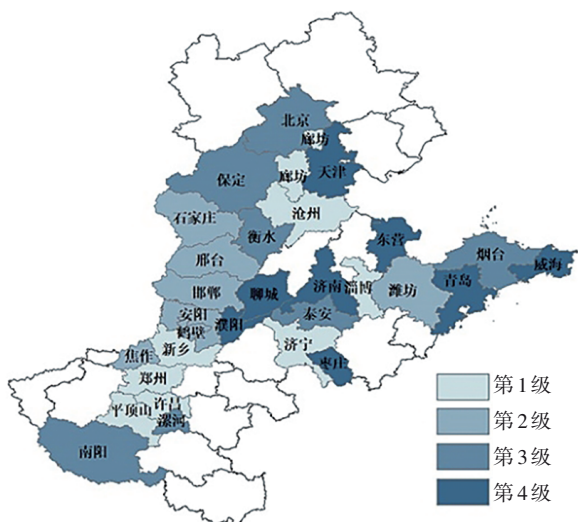 北京
廊坊
天津
廊坊
保定
沧州
石家庄
衡水
东营
邢台
烟台
威海
青岛
邯郸
聊城
济南
淄博
潍坊
安阳
鹤壁
濮阳
泰安
新乡
济宁
焦作
枣庄
郑州
平顶山
许昌
漯河
南阳
第1级
第2级
第3级
第4级